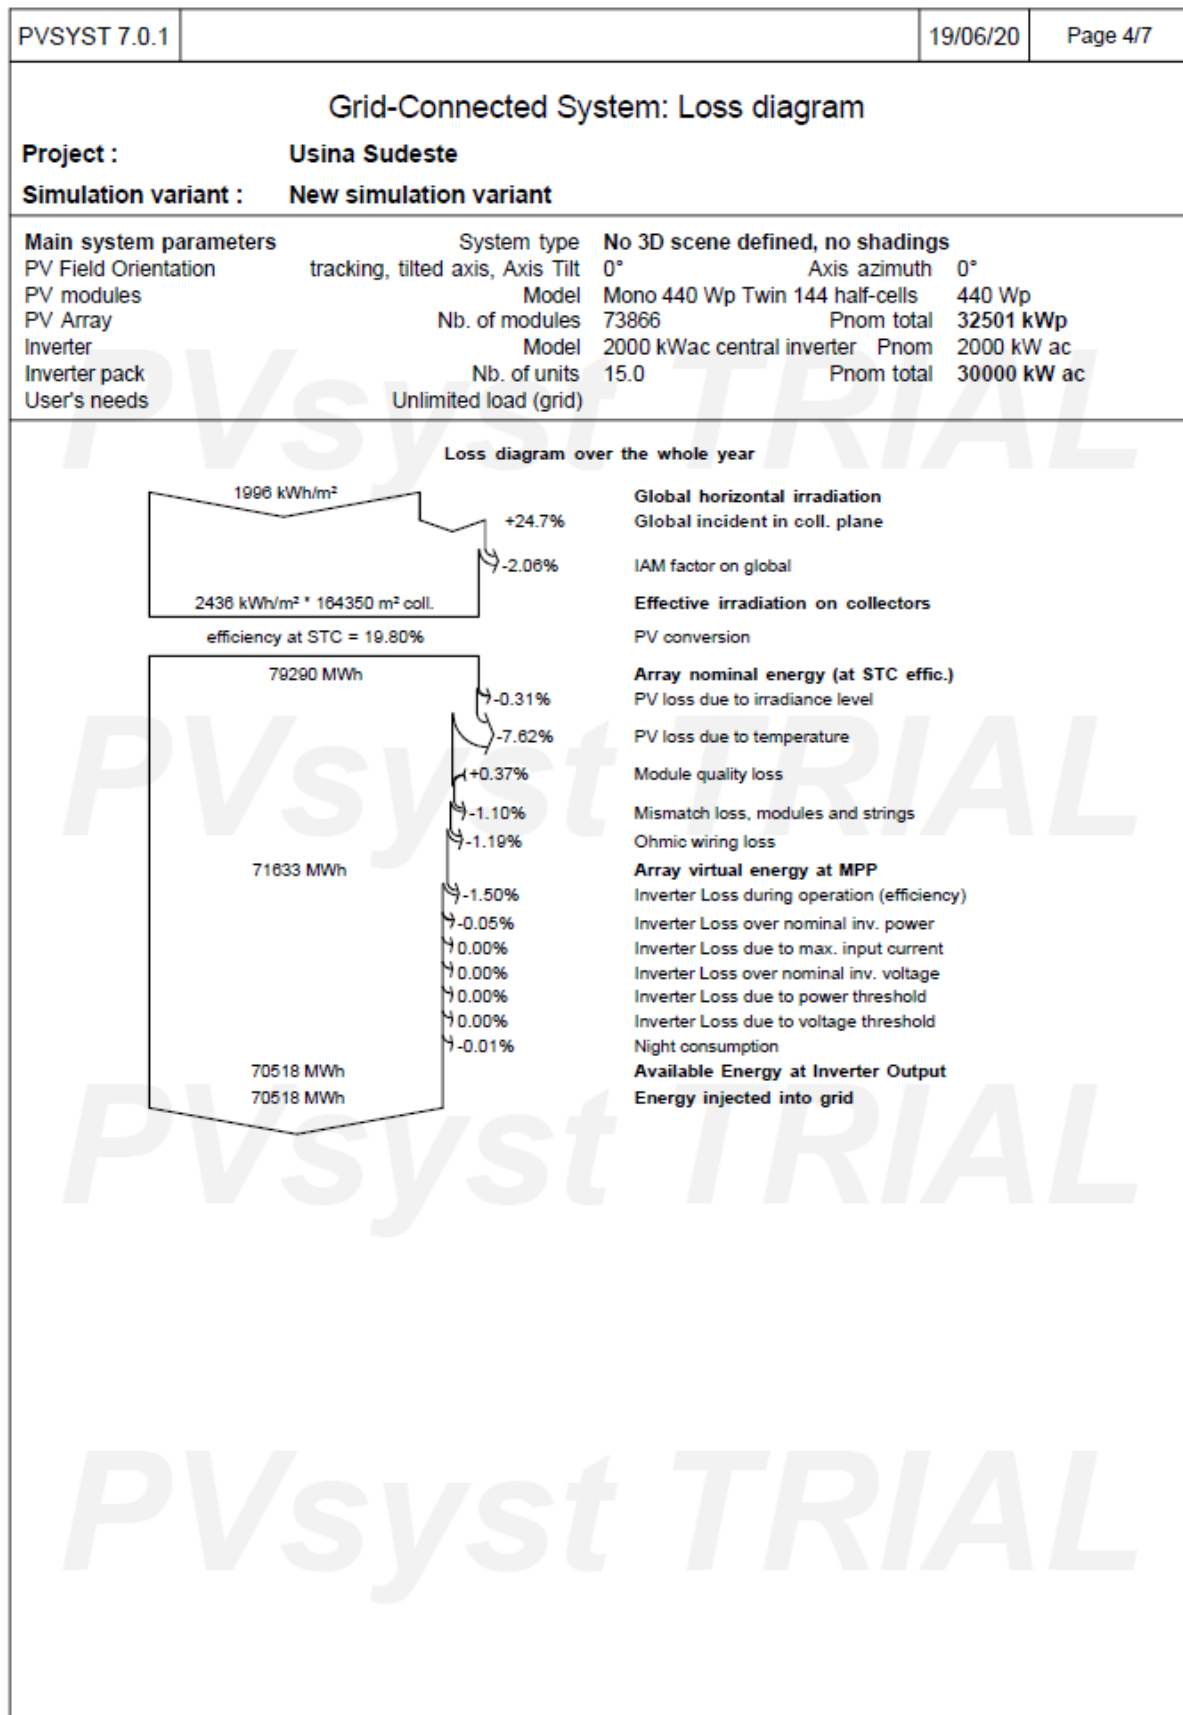 PVSYST 7.0.1 19/06/20 Page 4/7
Grid-Connected System: Loss diagram
Project : Usina Sudeste
Simulation variant : New simulation variant
Main system parameters System type No 3D scene defined, no shadings
PV Field Orientation tracking, tilted axis, Axis Tilt 0° Axis azimuth 0°
PV modules Model Mono 440 Wp Twin 144 half-cells 440 Wp
PV Array Nb. of modules 73866 Pnom total 32501 kWp
Inverter Model 2000 kWac central inverter Pnom 2000 kW ac
Inverter pack Nb. of units 15.0 Pnom total 30000 kW ac
User's needs Unlimited load (grid)
PVsyst TRIAL
Loss diagram over the whole year
1996 kWh/m² Global horizontal irradiation
+24.7% Global incident in coll. plane
-2.06% IAM factor on global
2436 kWh/m² * 164350 m² coll. Effective irradiation on collectors
efficiency at STC = 19.80% PV conversion
79290 MWh Array nominal energy (at STC effic.)
-0.31% PV loss due to irradiance level
-7.62% PV loss due to temperature
PVsyst TRIAL
+0.37% Module quality loss
-1.10% Mismatch loss, modules and strings
-1.19% Ohmic wiring loss
71633 MWh Array virtual energy at MPP
-1.50% Inverter Loss during operation (efficiency)
-0.05% Inverter Loss over nominal inv. power
0.00% Inverter Loss due to max. input current
0.00% Inverter Loss over nominal inv. voltage
0.00% Inverter Loss due to power threshold
0.00% Inverter Loss due to voltage threshold
-0.01% Night consumption
70518 MWh Available Energy at Inverter Output
70518 MWh Energy injected into grid
PVsyst TRIAL
PVsyst TRIAL